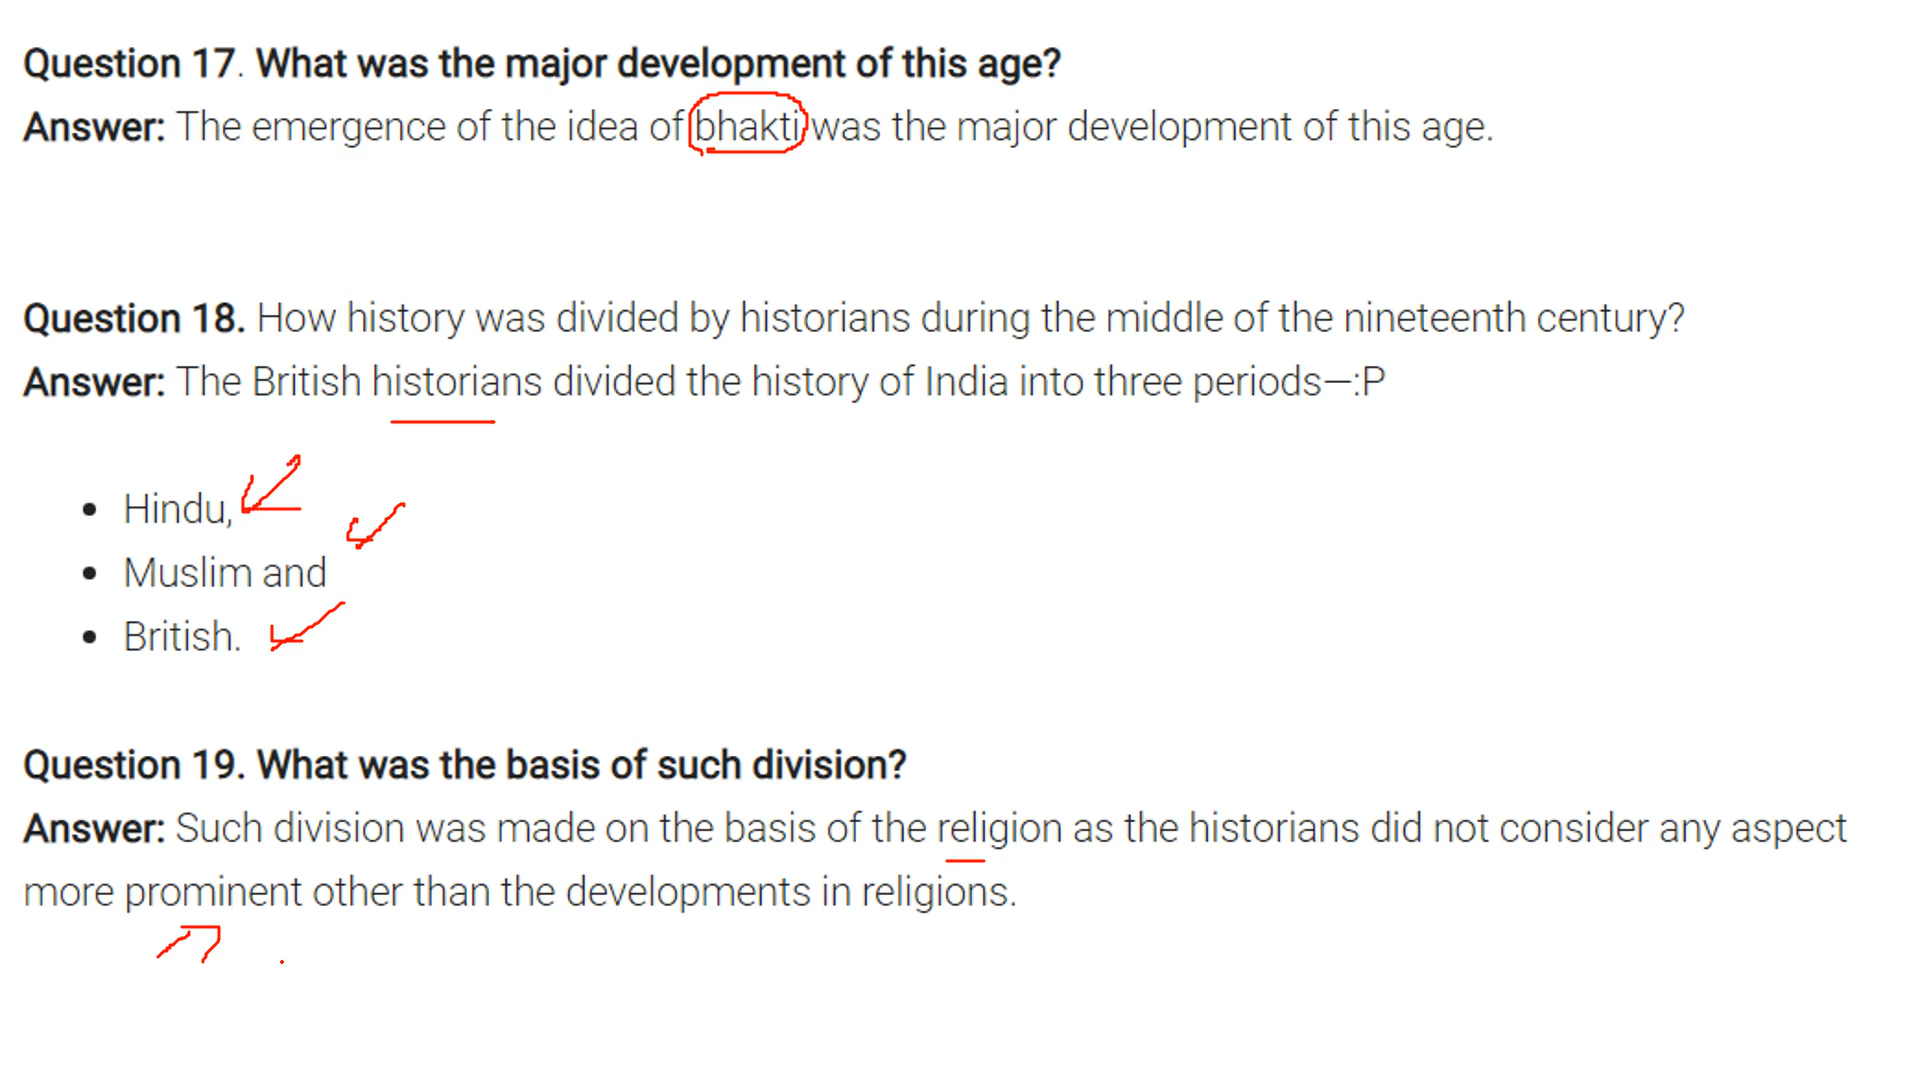 Question 17. What was the major development of this age?
Answer: The emergence of the idea of bhakti was the major development of this age.
Question 18. How history was divided by historians during the middle of the nineteenth century?
Answer: The British historians divided the history of India into three periods—:P
• Hindu,
• Muslim and
• British.
Question 19. What was the basis of such division?
Answer: Such division was made on the basis of the religion as the historians did not consider any aspect
more prominent other than the developments in religions.